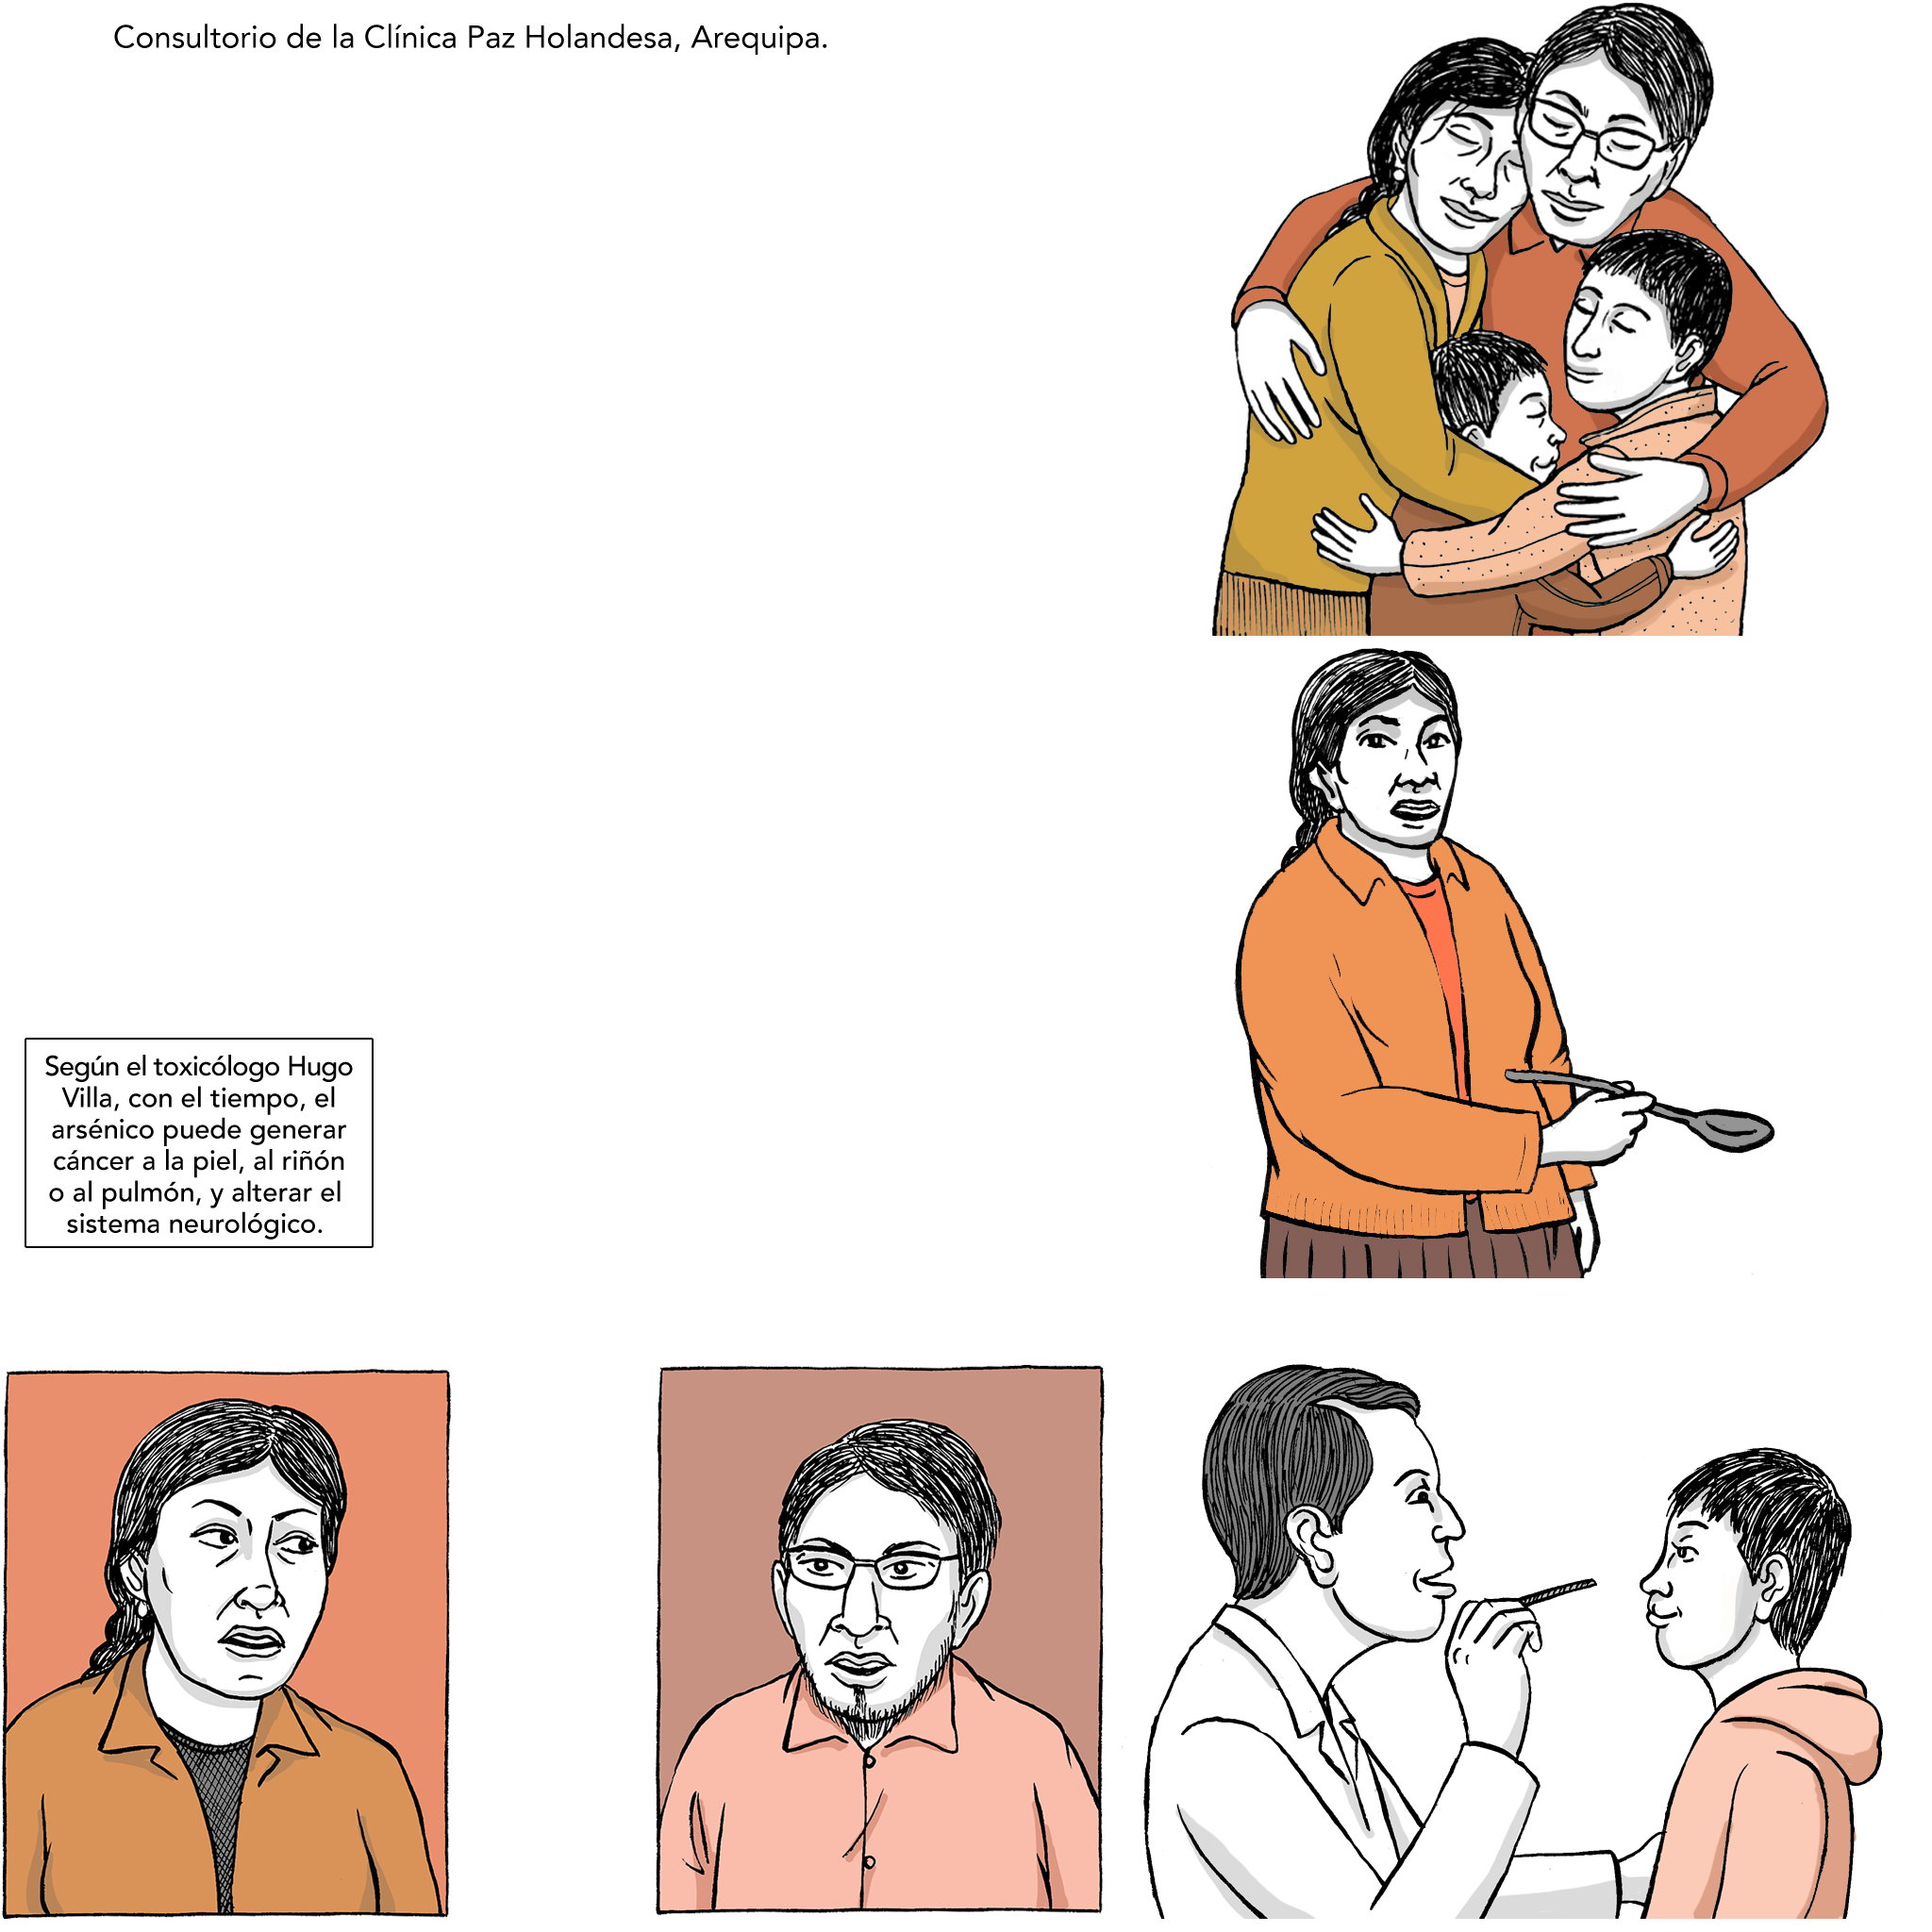 Consultorio de la Clínica Paz Holandesa, Arequipa.
Según el toxicólogo Hugo
Villa, con el tiempo, el
arsénico puede generar
cáncer a la piel, al riñón
o al pulmón, y alterar el
sistema neurológico.